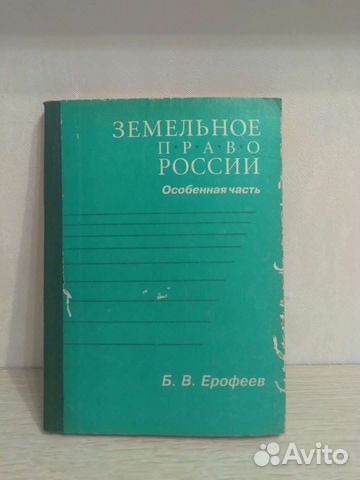 ЗЕМЕЛЬНОЕ
П·Р·А·В·О
РОССИИ
Особенная часть
Б. В. Ерофеев
Avito